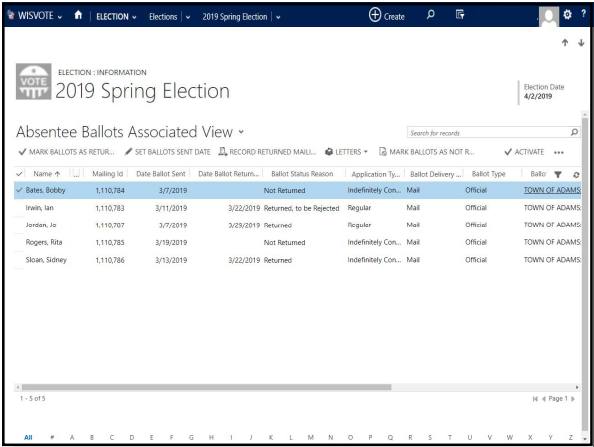 WISVOTE ELECTION Elections 2019 Spring Election Create ?
VOTE
ELECTION : INFORMATION
2019 Spring Election
Election Date
4/2/2019
Absentee Ballots Associated View
Search for records
MARK BALLOTS AS RETUR... SET BALLOTS SENT DATE RECORD RETURNED MAILI... LETTERS MARK BALLOTS AS NOT R... ACTIVATE ...
Name ... Mailing Id Date Ballot Sent Date Ballot Return... Ballot Status Reason Application Ty... Ballot Delivery ... Ballot Type Ballo
Bates, Bobby 1,110,784 3/7/2019 Not Returned Indefinitely Con... Mail Official TOWN OF ADAMS:
Irwin, Ian 1,110,783 3/11/2019 3/22/2019 Returned, to be Rejected Regular Mail Official TOWN OF ADAMS:
Jordan, Jo 1,110,707 3/7/2019 3/29/2019 Returned Regular Mail Official TOWN OF ADAMS:
Rogers, Rita 1,110,785 3/19/2019 Not Returned Indefinitely Con... Mail Official TOWN OF ADAMS:
Sloan, Sidney 1,110,786 3/13/2019 3/22/2019 Returned Indefinitely Con... Mail Official TOWN OF ADAMS:
1 - 5 of 5 Page 1
All # A B C D E F G H I J K L M N O P Q R S T U V W X Y Z